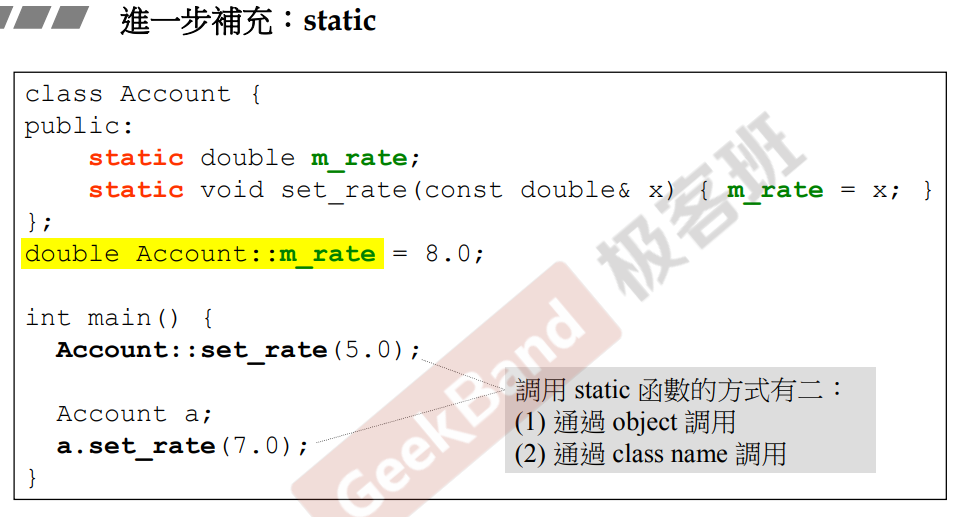 進一步補充：static
class Account {
public:
    static double m_rate;
    static void set_rate(const double& x) { m_rate = x; }
};
double Account::m_rate = 8.0;
int main() {
  Account::set_rate(5.0);
  Account a;
  a.set_rate(7.0);
}
調用 static 函數的方式有二：
(1) 通過 object 調用
(2) 通過 class name 調用
GeekBand 极客班